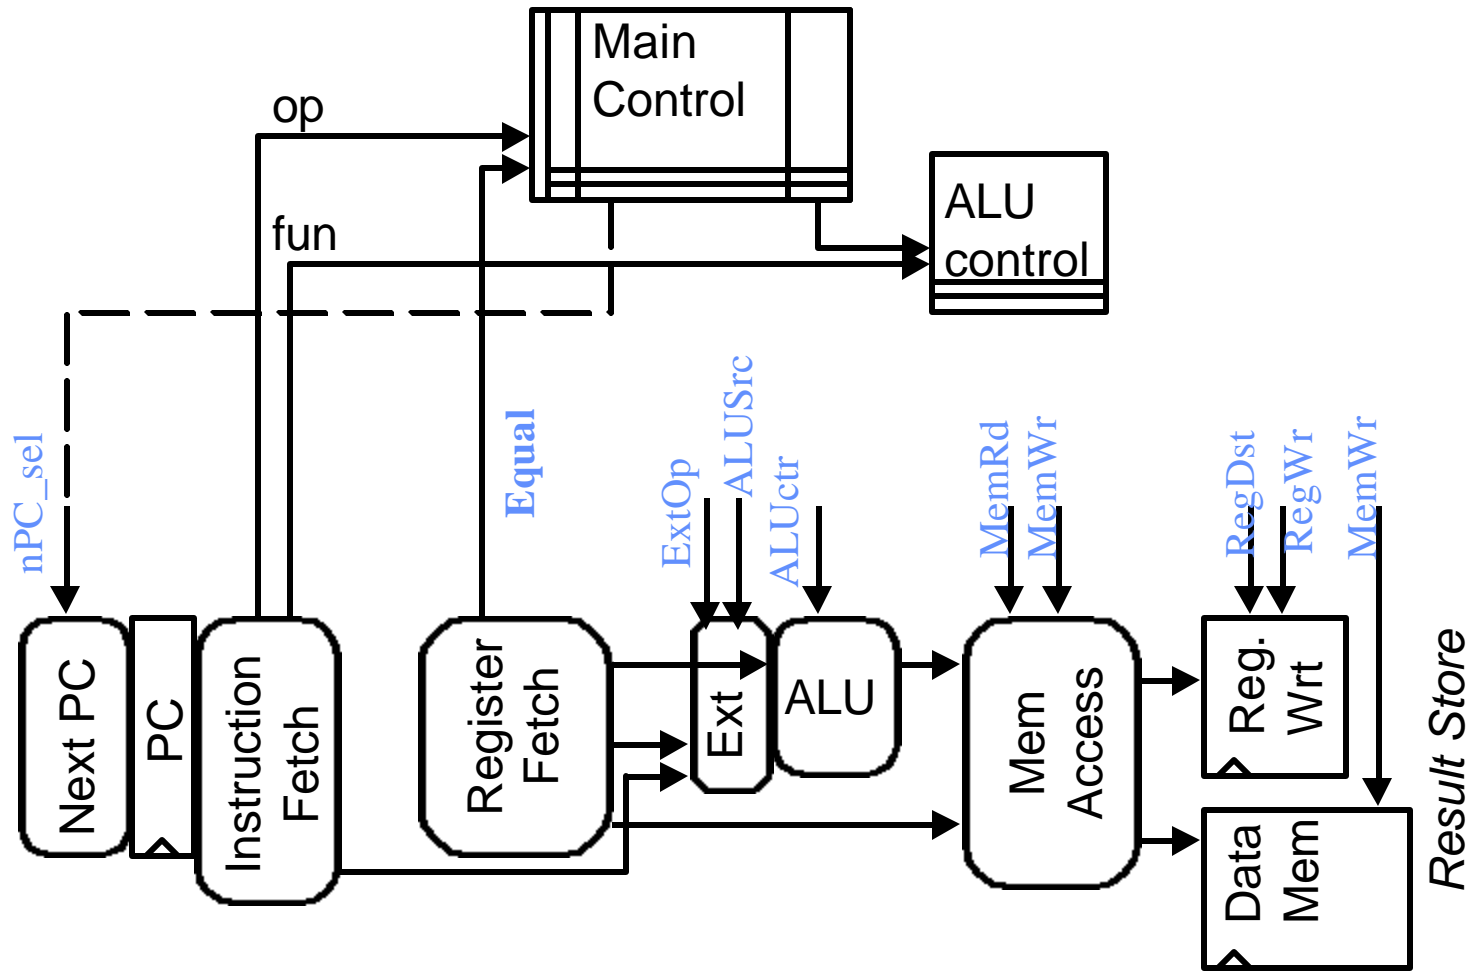 Main
Control
op
ALU
control
fun
nPC_sel
Equal
ExtOp
ALUSrc
ALUctr
MemRd
MemWr
RegDst
RegWr
MemWr
Next PC
PC
Instruction
Fetch
Register
Fetch
Ext
ALU
Mem
Access
Reg.
Wrt
Data
Mem
Result Store